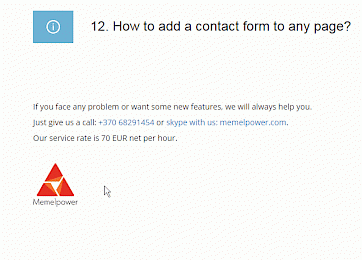 12. How to add a contact form to any page?
If you face any problem or want some new features, we will always help you.
Just give us a call: +370 68291454 or skype with us: memelpower.com.
Our service rate is 70 EUR net per hour.
Memelpower